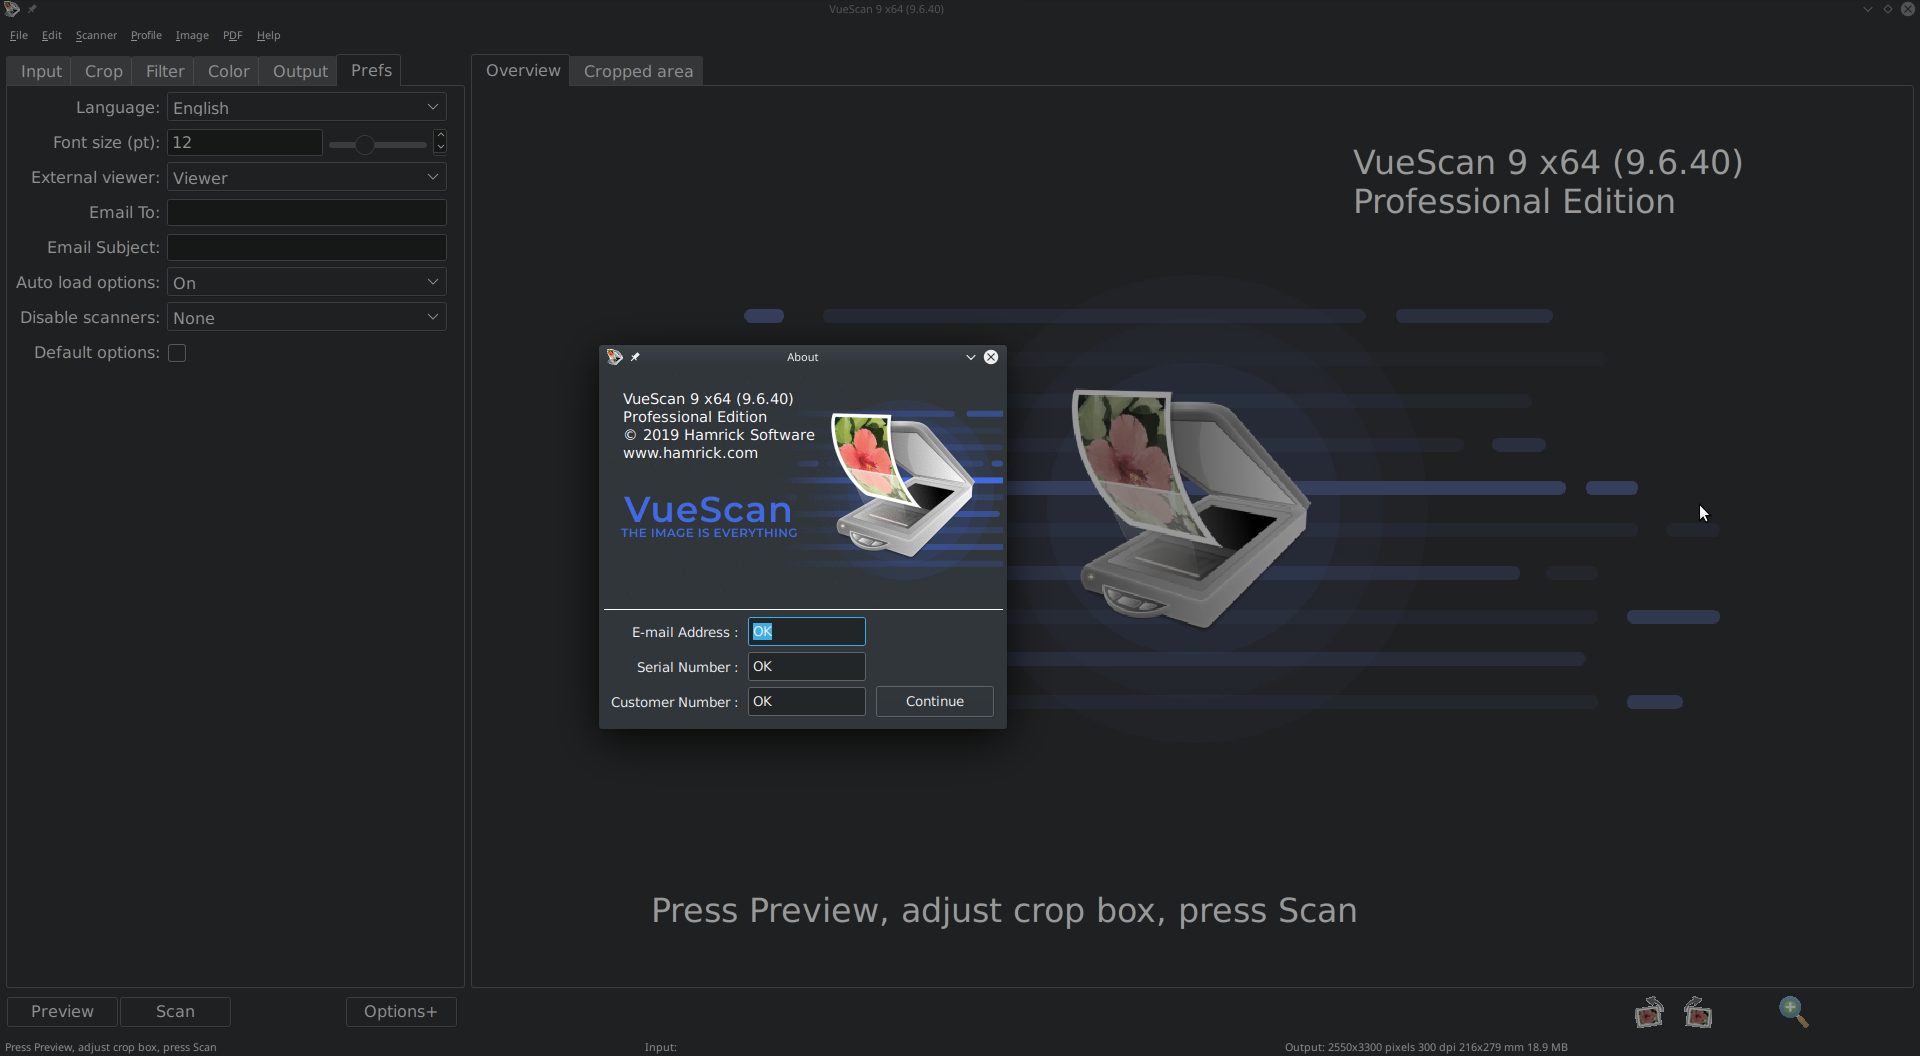 VueScan 9 x64 (9.6.40)
File Edit Scanner Profile Image PDF Help
Input Crop Filter Color Output Prefs
Overview Cropped area
Language: English
Font size (pt): 12
External viewer: Viewer
Email To:
Email Subject:
Auto load options: On
Disable scanners: None
Default options:
VueScan 9 x64 (9.6.40)
Professional Edition
About
VueScan 9 x64 (9.6.40)
Professional Edition
© 2019 Hamrick Software
www.hamrick.com
VueScan
THE IMAGE IS EVERYTHING
E-mail Address : OK
Serial Number : OK
Customer Number : OK
Continue
Press Preview, adjust crop box, press Scan
Preview Scan Options+
Press Preview, adjust crop box, press Scan
Input:
Output: 2550x3300 pixels 300 dpi 216x279 mm 18.9 MB